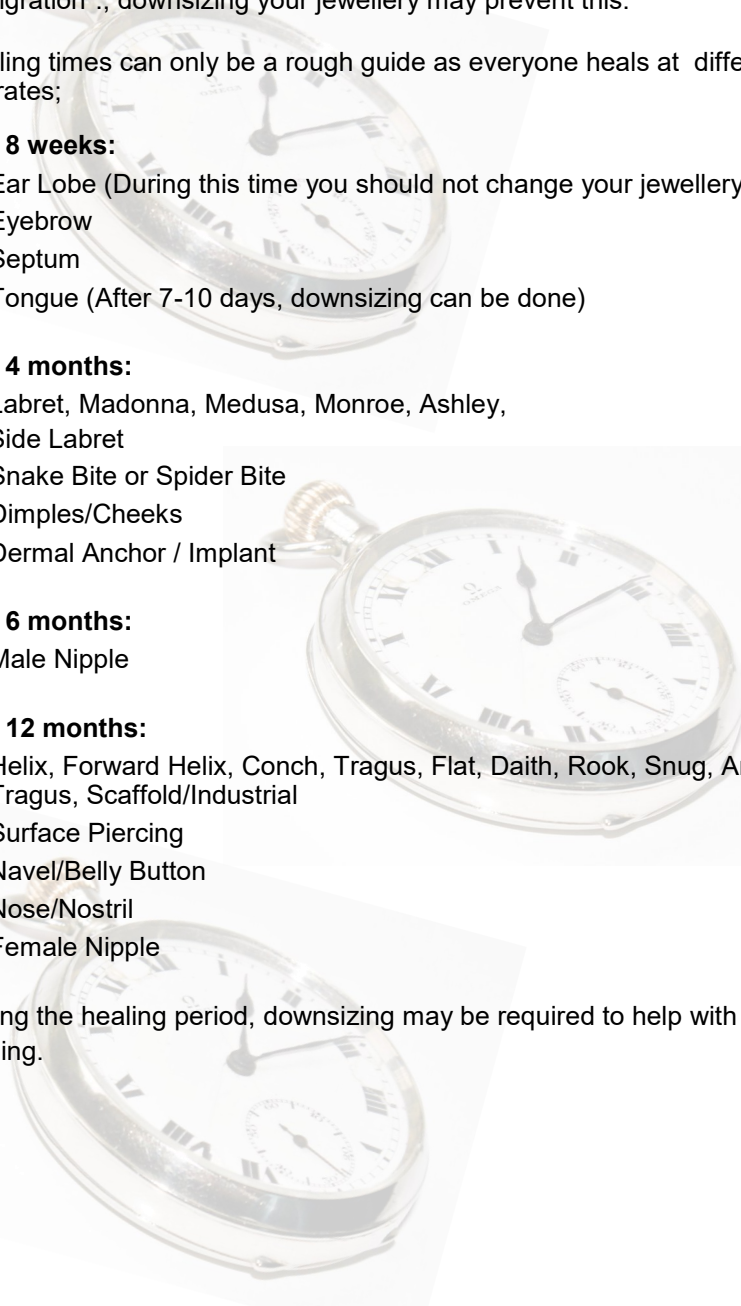 gration"., downsizing your jewellery may prevent this.
ling times can only be a rough guide as everyone heals at diffe
rates;
8 weeks:
Ear Lobe (During this time you should not change your jewellery
Eyebrow
Septum
Tongue (After 7-10 days, downsizing can be done)
4 months:
Labret, Madonna, Medusa, Monroe, Ashley,
Side Labret
Snake Bite or Spider Bite
Dimples/Cheeks
Dermal Anchor / Implant
6 months:
Male Nipple
12 months:
Helix, Forward Helix, Conch, Tragus, Flat, Daith, Rook, Snug, An
Tragus, Scaffold/Industrial
Surface Piercing
Navel/Belly Button
Nose/Nostril
Female Nipple
ng the healing period, downsizing may be required to help with
ing.
OMEGA